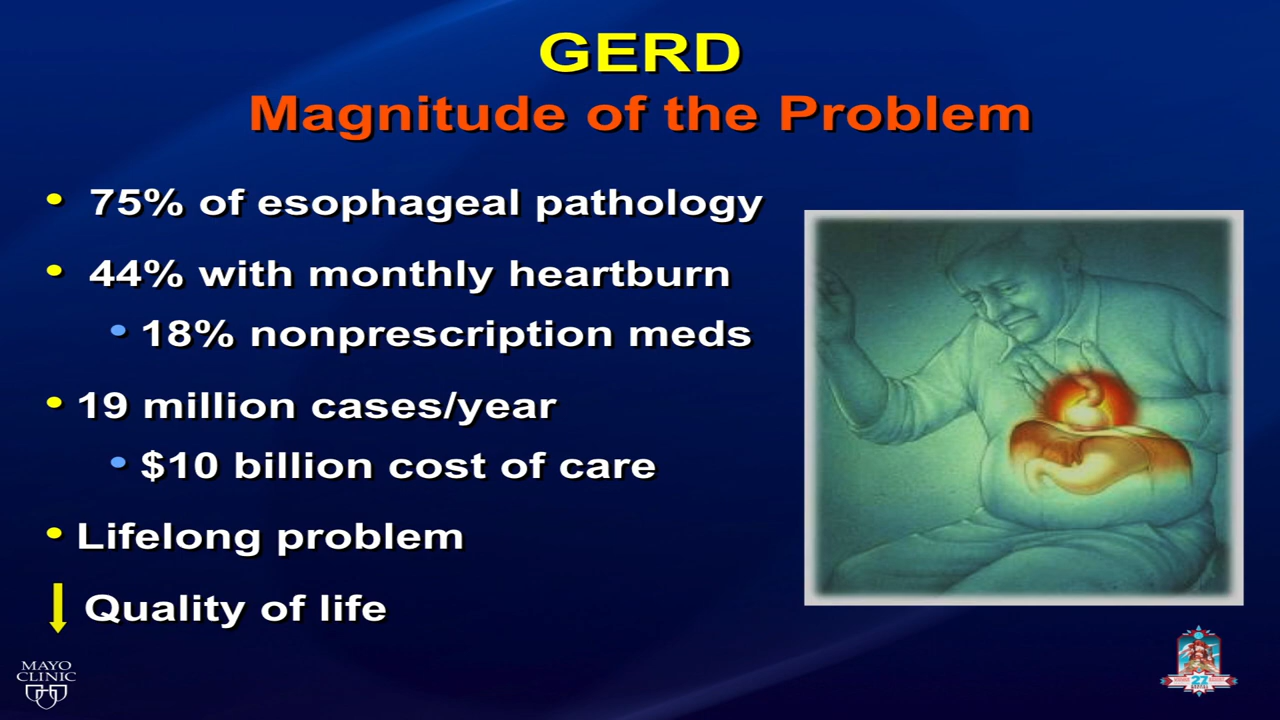 GERD
Magnitude of the Problem
• 75% of esophageal pathology
• 44% with monthly heartburn
• 18% nonprescription meds
• 19 million cases/year
• $10 billion cost of care
• Lifelong problem
↓ Quality of life
MAYO
CLINIC
27